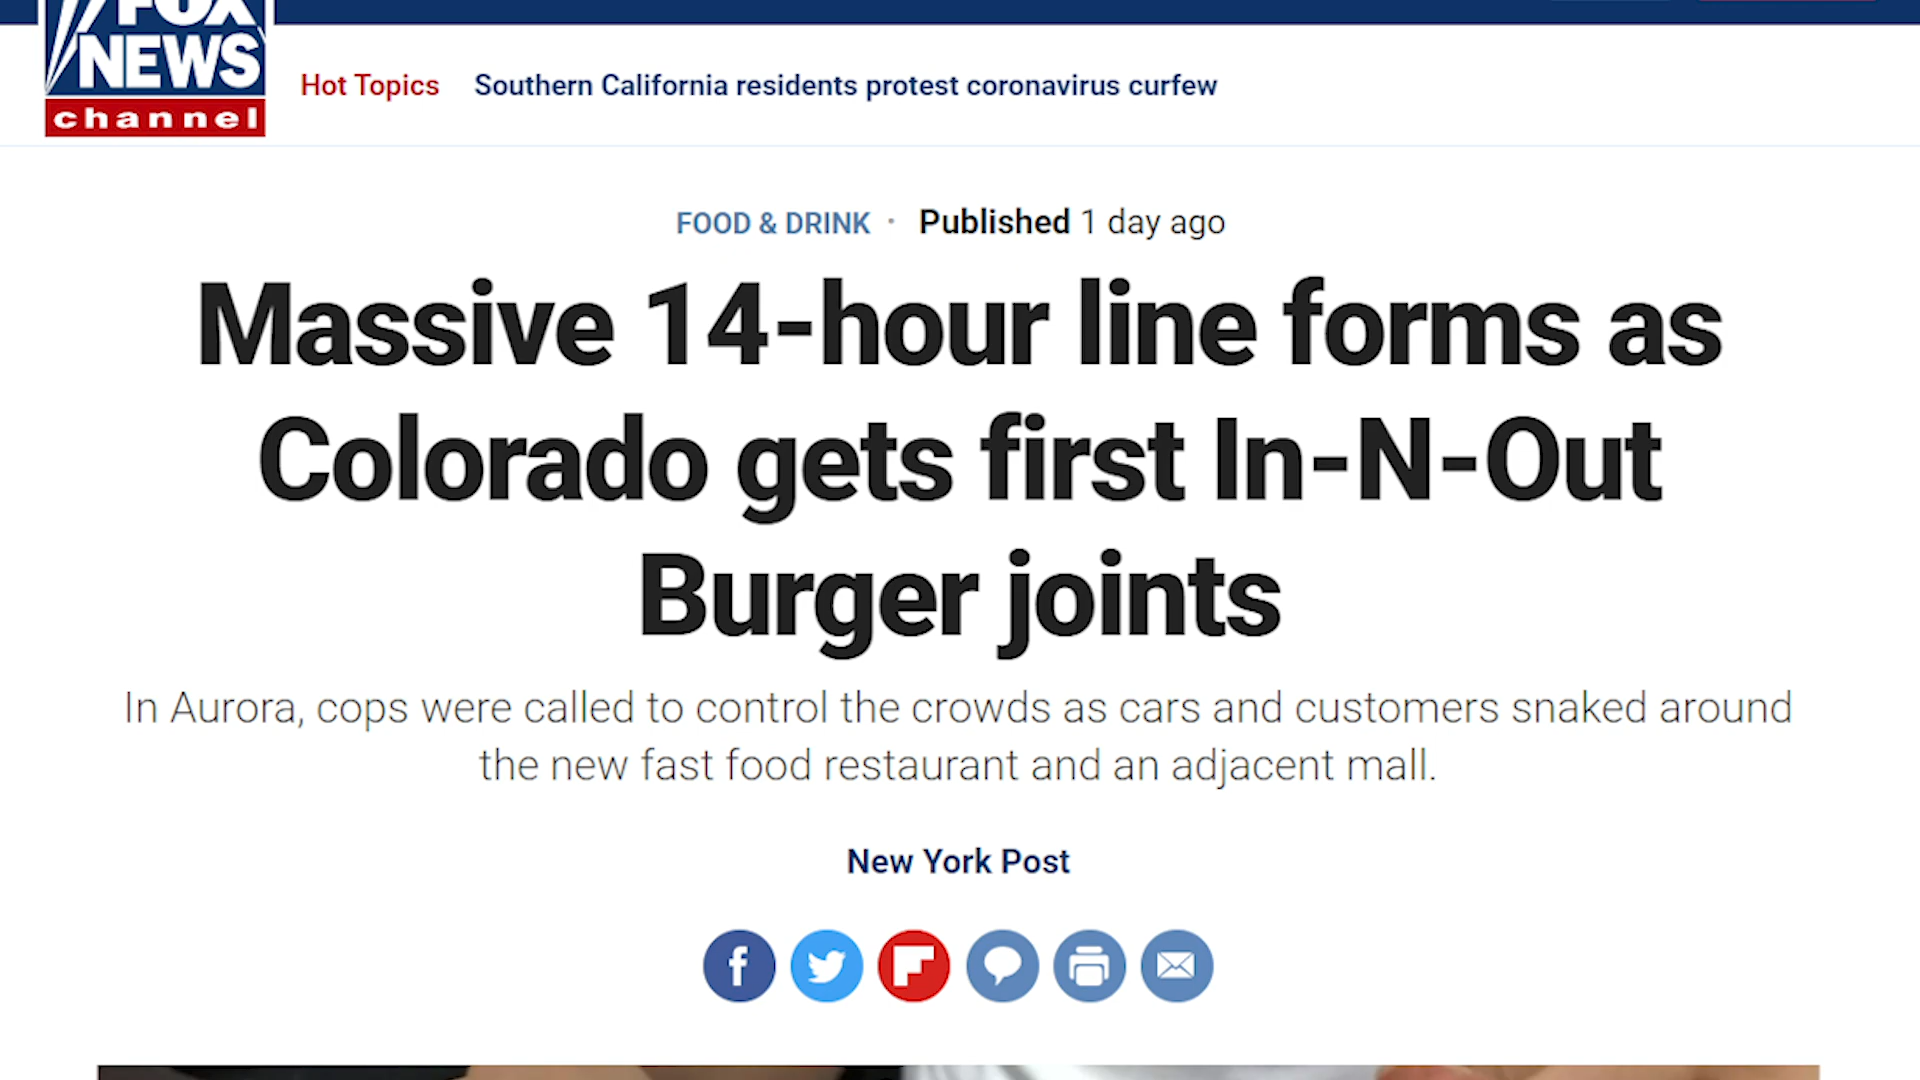 FOX
NEWS
channel
Hot Topics Southern California residents protest coronavirus curfew
FOOD & DRINK · Published 1 day ago
Massive 14-hour line forms as
Colorado gets first In-N-Out
Burger joints
In Aurora, cops were called to control the crowds as cars and customers snaked around
the new fast food restaurant and an adjacent mall.
New York Post